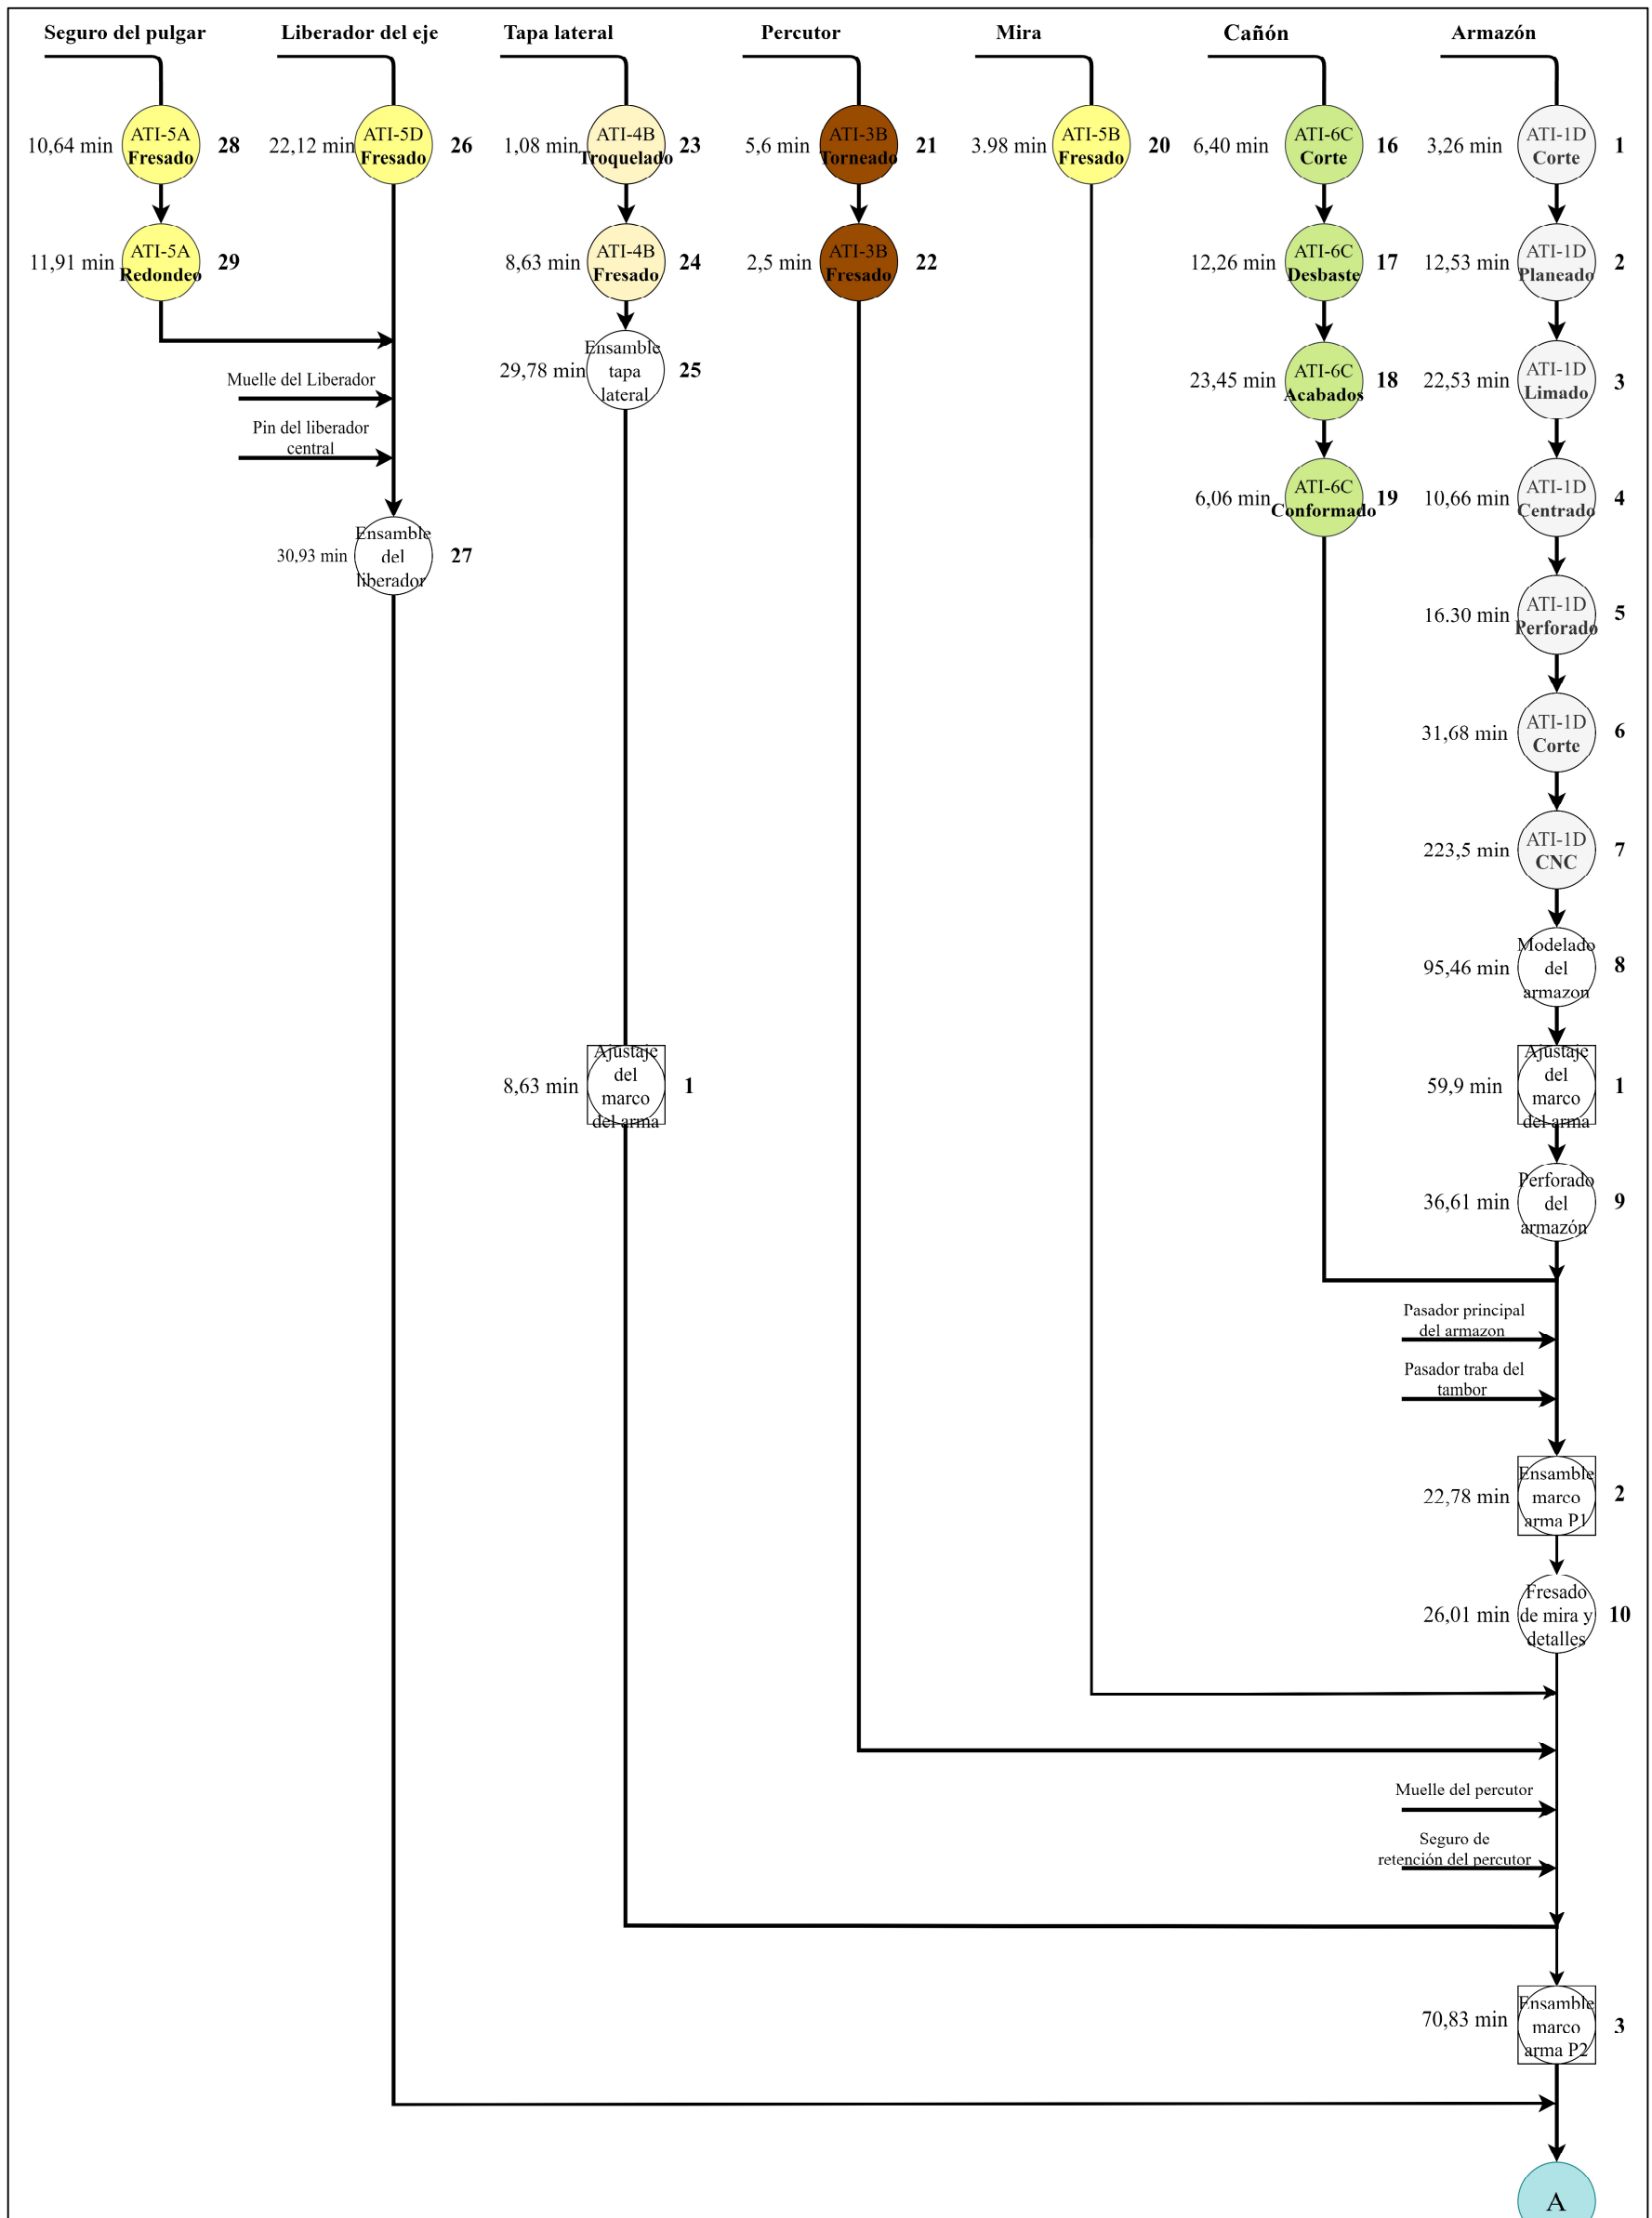 Seguro del pulgar
Liberador del eje
Tapa lateral
Percutor
Mira
Cañón
Armazón
10,64 min
ATI-5A
Fresado
28
22,12 min
ATI-5D
Fresado
26
1,08 min
ATI-4B
Troquelado
23
5,6 min
ATI-3B
Torneado
21
3.98 min
ATI-5B
Fresado
20
6,40 min
ATI-6C
Corte
16
3,26 min
ATI-1D
Corte
1
11,91 min
ATI-5A
Redondeo
29
8,63 min
ATI-4B
Fresado
24
2,5 min
ATI-3B
Fresado
22
12,26 min
ATI-6C
Desbaste
17
12,53 min
ATI-1D
Planeado
2
29,78 min
Ensamble
tapa
lateral
25
23,45 min
ATI-6C
Acabados
18
22,53 min
ATI-1D
Limado
3
Muelle del Liberador
Pin del liberador
central
6,06 min
ATI-6C
Conformado
19
10,66 min
ATI-1D
Centrado
4
30,93 min
Ensamble
del
liberador
27
16.30 min
ATI-1D
Perforado
5
31,68 min
ATI-1D
Corte
6
223,5 min
ATI-1D
CNC
7
95,46 min
Modelado
del
armazon
8
8,63 min
Ajustaje
del
marco
del arma
1
59,9 min
Ajustaje
del
marco
del arma
1
36,61 min
Perforado
del
armazón
9
Pasador principal
del armazon
Pasador traba del
tambor
22,78 min
Ensamble
marco
arma P1
2
26,01 min
Fresado
de mira y
detalles
10
Muelle del percutor
Seguro de
retención del percutor
70,83 min
Ensamble
marco
arma P2
3
A